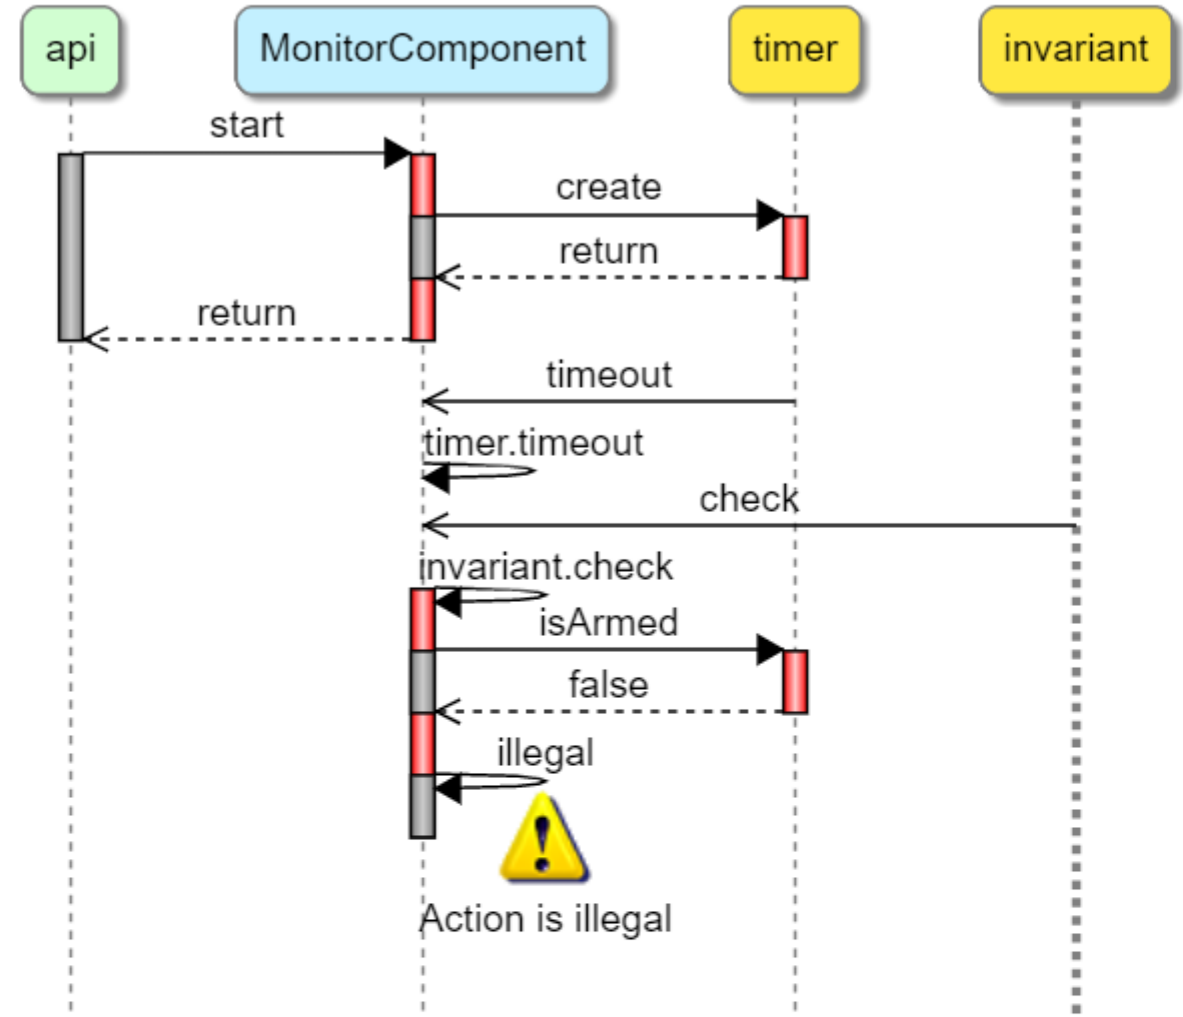 api
MonitorComponent
timer
invariant
start
create
return
return
timeout
timer.timeout
check
invariant.check
isArmed
false
illegal
Action is illegal